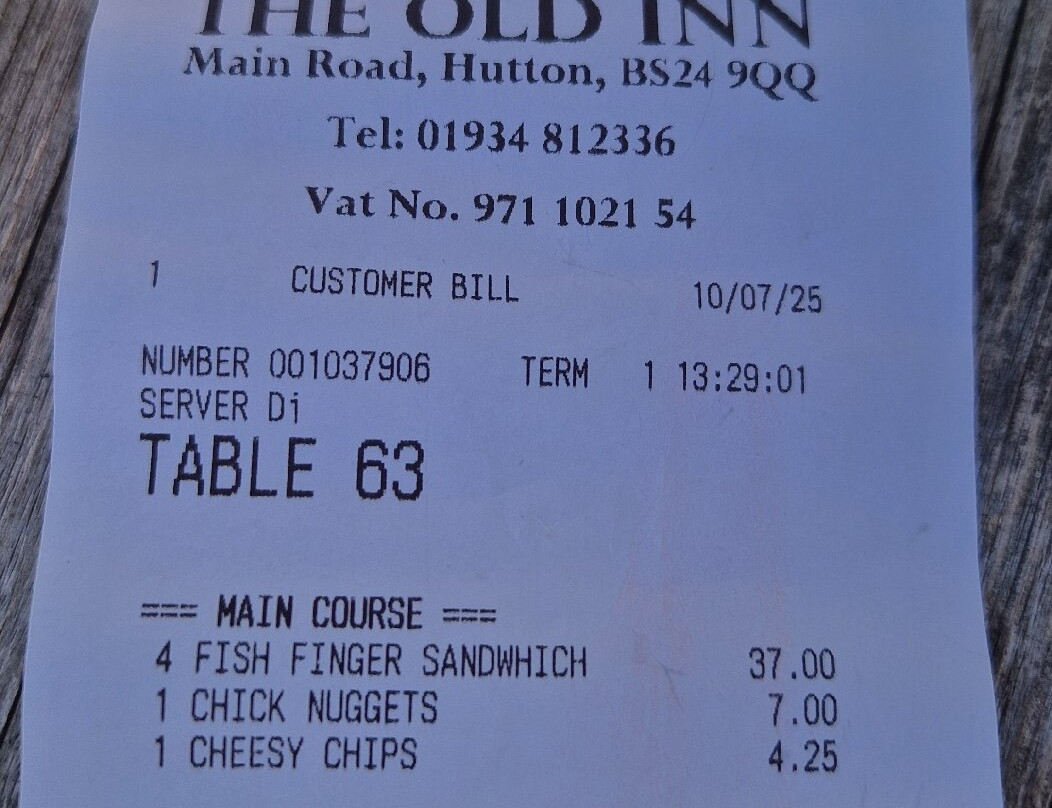 THE OLD INN
Main Road, Hutton, BS24 9QQ
Tel: 01934 812336
Vat No. 971 1021 54
1 CUSTOMER BILL 10/07/25
NUMBER 001037906 TERM 1 13:29:01
SERVER Di
TABLE 63
=== MAIN COURSE ===
4 FISH FINGER SANDWHICH 37.00
1 CHICK NUGGETS 7.00
1 CHEESY CHIPS 4.25